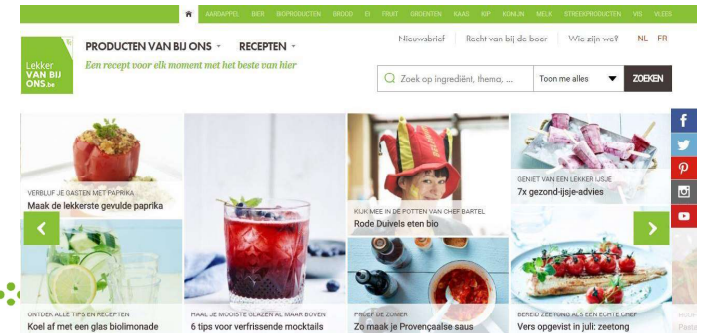 AARDAPPEL BIER BIOPRODUCTEN BROOD EI FRUIT GROENTEN KAAS KIP KONIJN MELK STREEKPRODUCTEN VIS VLEES
Nieuwsbrief Recht van bij de boer Wie zijn we? NL FR
Lekker
VAN BIJ
ONS.be
PRODUCTEN VAN BIJ ONS RECEPTEN
Een recept voor elk moment met het beste van hier
Zoek op ingrediënt, thema, ... Toon me alles ZOEKEN
VERBLUF JE GASTEN MET PAPRIKA
Maak de lekkerste gevulde paprika
KIJK MEE IN DE POTTEN VAN CHEF BARTEL
Rode Duivels eten bio
GENIET VAN EEN LEKKER IJSJE
7x gezond-ijsje-advies
ONTDEK ALLE TIPS EN RECEPTEN
Koel af met een glas biolimonade
HAAL JE MOOISTE GLAZEN AL MAAR BOVEN
6 tips voor verfrissende mocktails
PROEF DE ZOMER
Zo maak je Provençaalse saus
BEREID ZEETONG ALS EEN ECHTE CHEF
Vers opgevist in juli: zeetong